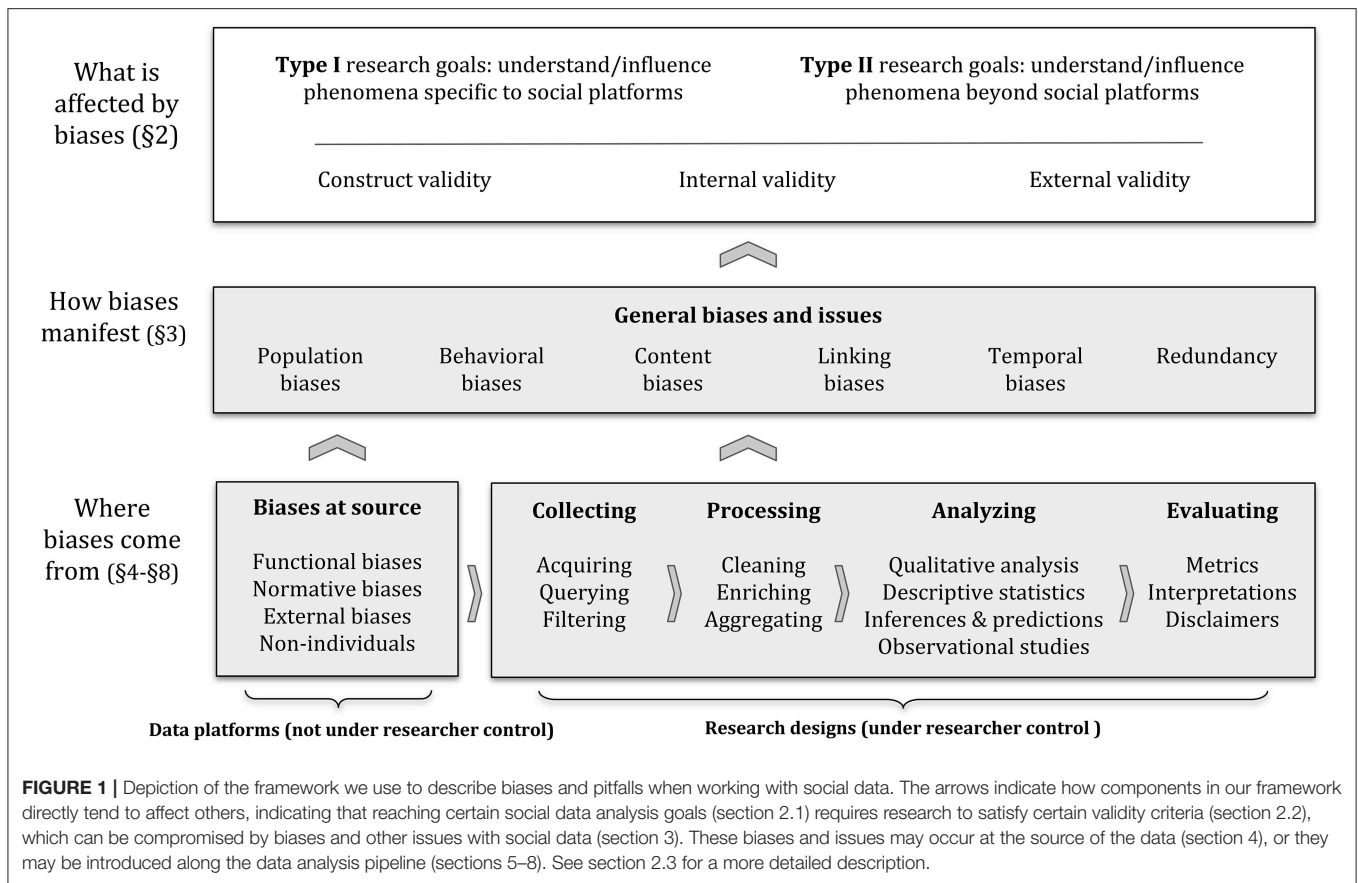 What is
affected by
biases (§2)
Type I research goals: understand/influence
phenomena specific to social platforms
Type II research goals: understand/influence
phenomena beyond social platforms
Construct validity
Internal validity
External validity
How biases
manifest (§3)
General biases and issues
Population
biases
Behavioral
biases
Content
biases
Linking
biases
Temporal
biases
Redundancy
Where
biases come
from (§4-§8)
Biases at source
Functional biases
Normative biases
External biases
Non-individuals
Collecting
Acquiring
Querying
Filtering
Processing
Cleaning
Enriching
Aggregating
Analyzing
Qualitative analysis
Descriptive statistics
Inferences & predictions
Observational studies
Evaluating
Metrics
Interpretations
Disclaimers
Data platforms (not under researcher control)
Research designs (under researcher control )
FIGURE 1 | Depiction of the framework we use to describe biases and pitfalls when working with social data. The arrows indicate how components in our framework
directly tend to affect others, indicating that reaching certain social data analysis goals (section 2.1) requires research to satisfy certain validity criteria (section 2.2),
which can be compromised by biases and other issues with social data (section 3). These biases and issues may occur at the source of the data (section 4), or they
may be introduced along the data analysis pipeline (sections 5–8). See section 2.3 for a more detailed description.